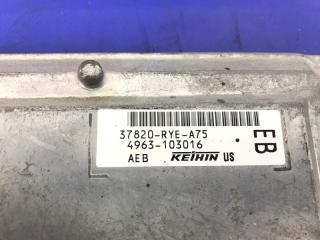 37820-RYE-A75
4963-103016
AEB KEIHIN US
EB